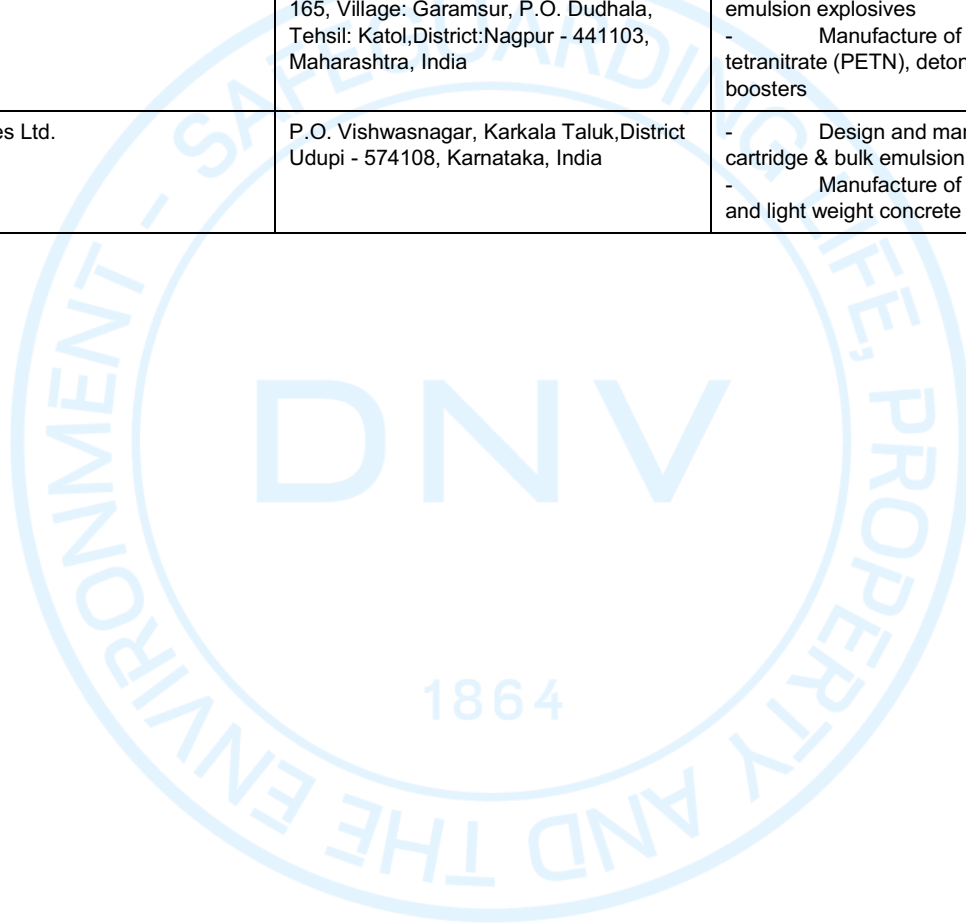 165, Village: Garamsur, P.O. Dudhala,
Tehsil: Katol,District:Nagpur - 441103,
Maharashtra, India
emulsion explosives
- Manufacture of
tetranitrate (PETN), deton
boosters
es Ltd.
P.O. Vishwasnagar, Karkala Taluk,District
Udupi - 574108, Karnataka, India
- Design and mar
cartridge & bulk emulsion
- Manufacture of
and light weight concrete
SAFEGUARDING LIFE, PROPERTY AND THE ENVIRONMENT -
DNV
1864